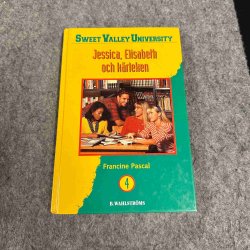 SWEET VALLEY UNIVERSITY
Jessica, Elisabeth
och kärleken
Francine Pascal
4
B. WAHLSTRÖMS